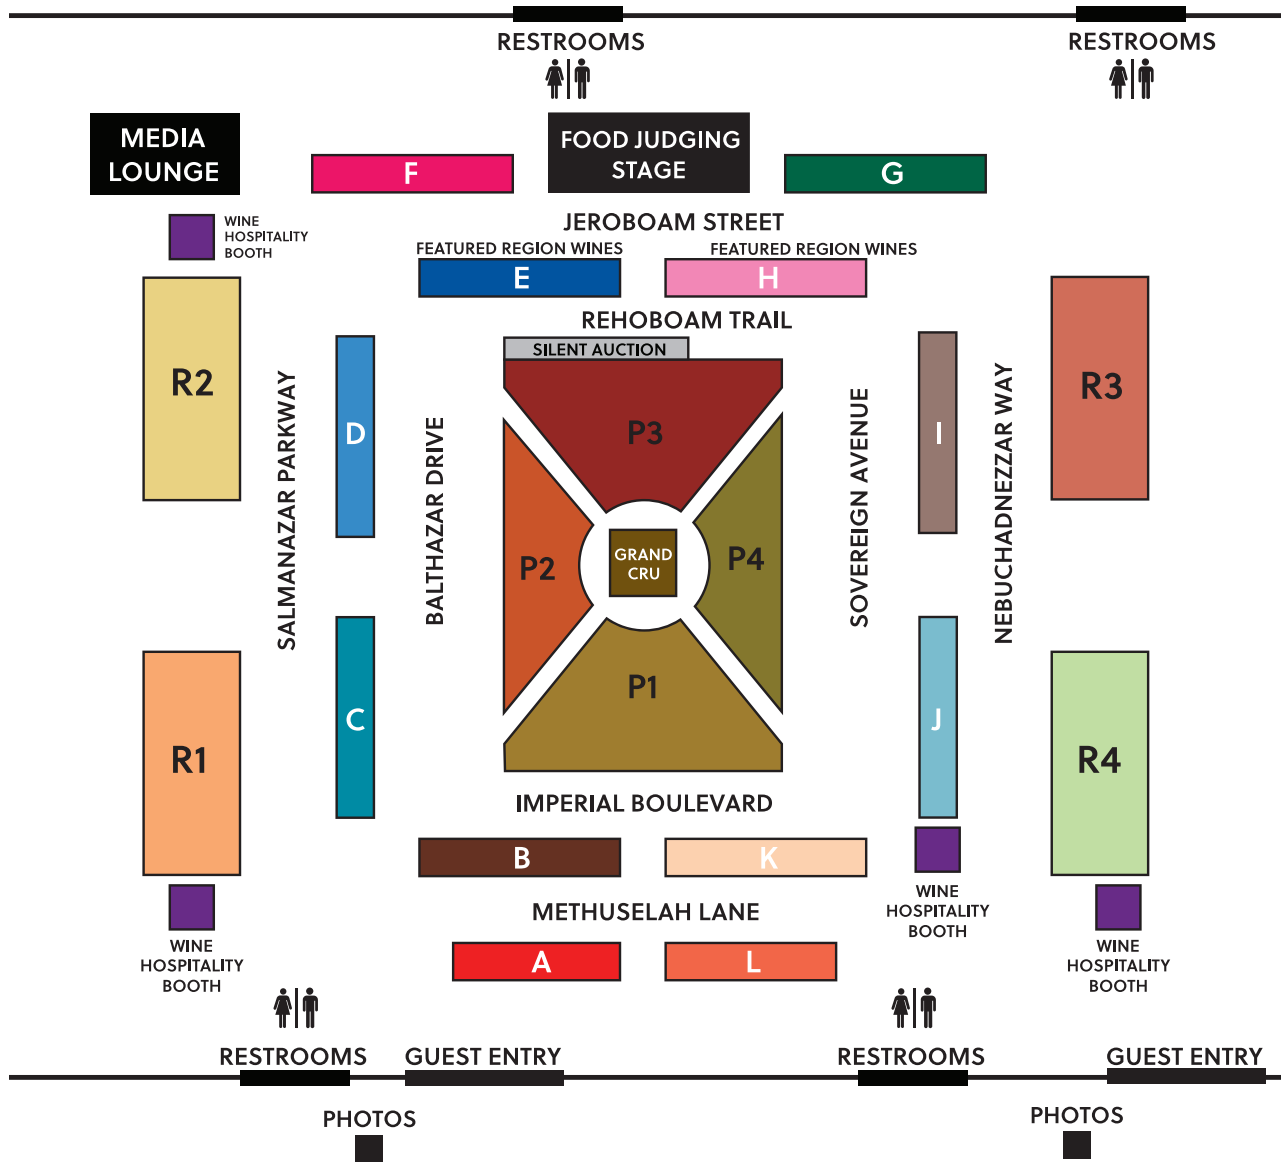 RESTROOMS
RESTROOMS
MEDIA
LOUNGE
FOOD JUDGING
STAGE
F
G
WINE
HOSPITALITY
BOOTH
JEROBOAM STREET
FEATURED REGION WINES
FEATURED REGION WINES
E
H
REHOBOAM TRAIL
SILENT AUCTION
R2
SALMANAZAR PARKWAY
D
BALTHAZAR DRIVE
P3
SOVEREIGN AVENUE
I
NEBUCHADNEZZAR WAY
R3
P2
GRAND
CRU
P4
P1
C
J
R1
R4
IMPERIAL BOULEVARD
B
K
METHUSELAH LANE
WINE
HOSPITALITY
BOOTH
WINE
HOSPITALITY
BOOTH
WINE
HOSPITALITY
BOOTH
A
L
RESTROOMS
GUEST ENTRY
RESTROOMS
GUEST ENTRY
PHOTOS
PHOTOS